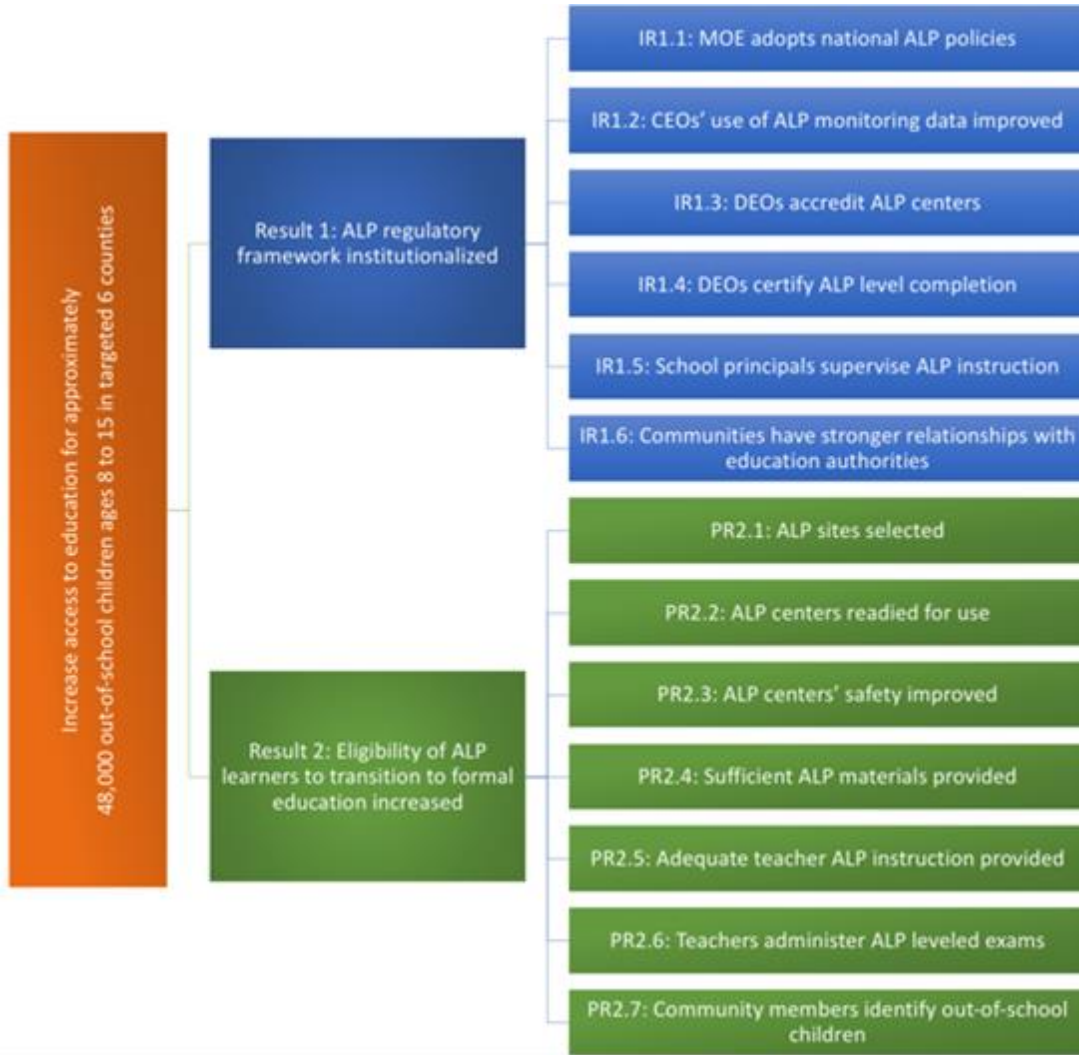 Increase access to education for approximately
48,000 out-of-school children ages 8 to 15 in targeted 6 counties
Result 1: ALP regulatory
framework institutionalized
IR1.1: MOE adopts national ALP policies
IR1.2: CEOs' use of ALP monitoring data improved
IR1.3: DEOs accredit ALP centers
IR1.4: DEOs certify ALP level completion
IR1.5: School principals supervise ALP instruction
IR1.6: Communities have stronger relationships with
education authorities
Result 2: Eligibility of ALP
learners to transition to formal
education increased
PR2.1: ALP sites selected
PR2.2: ALP centers readied for use
PR2.3: ALP centers' safety improved
PR2.4: Sufficient ALP materials provided
PR2.5: Adequate teacher ALP instruction provided
PR2.6: Teachers administer ALP leveled exams
PR2.7: Community members identify out-of-school
children